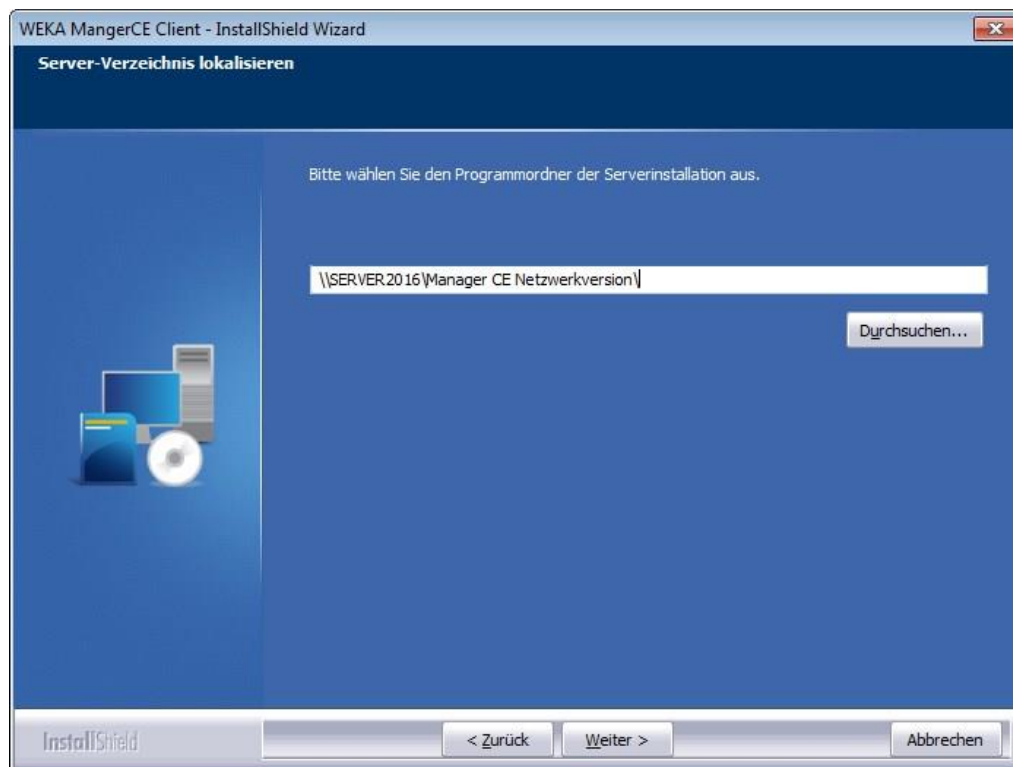 WEKA MangerCE Client - InstallShield Wizard
Server-Verzeichnis lokalisieren
Bitte wählen Sie den Programmordner der Serverinstallation aus.
\\SERVER2016\Manager CE Netzwerkversion\
Durchsuchen...
InstallShield
< Zurück
Weiter >
Abbrechen